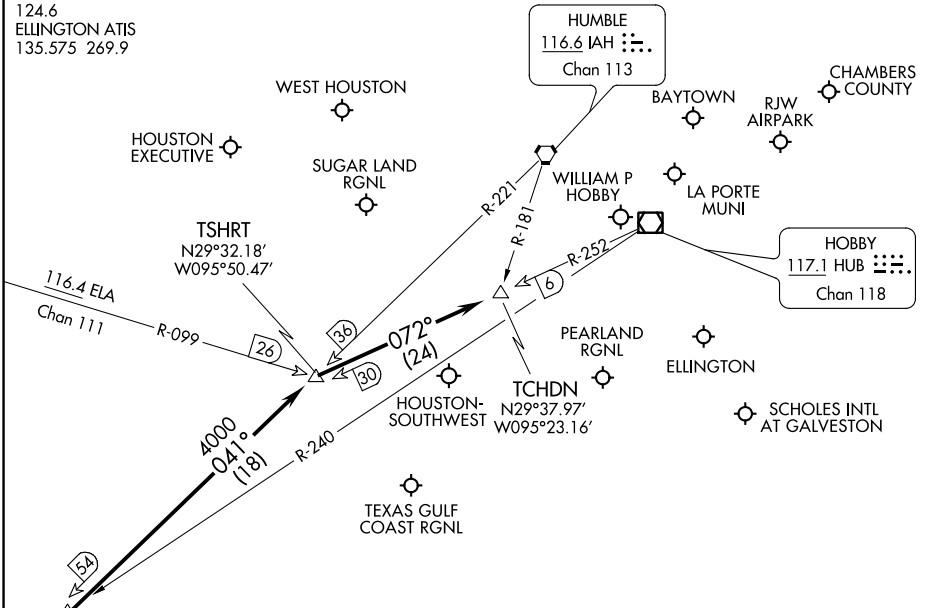 124.6
ELLINGTON ATIS
135.575 269.9
HUMBLE
116.6 IAH
Chan 113
CHAMBERS
COUNTY
WEST HOUSTON
BAYTOWN
RJW
AIRPARK
HOUSTON
EXECUTIVE
SUGAR LAND
RGNL
WILLIAM P
HOBBY
LA PORTE
MUNI
R-221
R-181
TSHRT
N29°32.18'
W095°50.47'
R-252
HOBBY
117.1 HUB
Chan 118
116.4 ELA
Chan 111
R-099
6
26
36
072°
(24)
30
PEARLAND
RGNL
ELLINGTON
HOUSTON-
SOUTHWEST
TCHDN
N29°37.97'
W095°23.16'
SCHOLES INTL
AT GALVESTON
4000
041°
(18)
R-240
TEXAS GULF
COAST RGNL
54